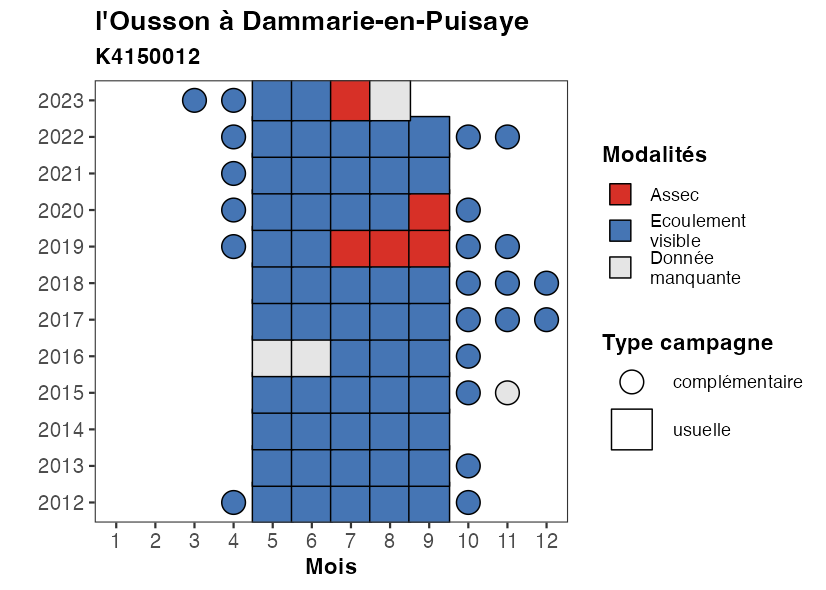 l'Ousson à Dammarie-en-Puisaye
K4150012
2023
2022
2021
2020
2019
2018
2017
2016
2015
2014
2013
2012
1 2 3 4 5 6 7 8 9 10 11 12
Mois
Modalités
Assec
Ecoulement
visible
Donnée
manquante
Type campagne
complémentaire
usuelle